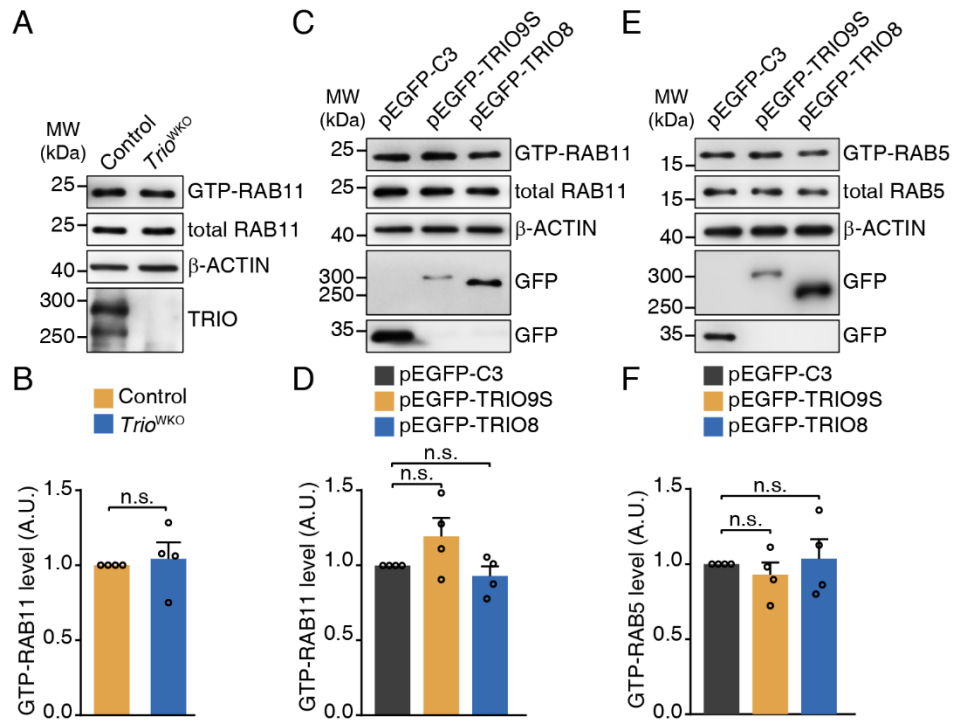 A
MW
(kDa)
Control
Trio^WKO
25
GTP-RAB11
25
total RAB11
40
β-ACTIN
300
250
TRIO
C
MW
(kDa)
pEGFP-C3
pEGFP-TRIO9S
pEGFP-TRIO8
25
GTP-RAB11
25
total RAB11
40
β-ACTIN
300
250
GFP
35
GFP
E
MW
(kDa)
pEGFP-C3
pEGFP-TRIO9S
pEGFP-TRIO8
15
GTP-RAB5
15
total RAB5
40
β-ACTIN
300
250
GFP
35
GFP
B
Control
Trio^WKO
GTP-RAB11 level (A.U.)
1.5
1.0
0.5
0.0
n.s.
D
pEGFP-C3
pEGFP-TRIO9S
pEGFP-TRIO8
GTP-RAB11 level (A.U.)
1.5
1.0
0.5
0.0
n.s.
n.s.
F
pEGFP-C3
pEGFP-TRIO9S
pEGFP-TRIO8
GTP-RAB5 level (A.U.)
1.5
1.0
0.5
0.0
n.s.
n.s.